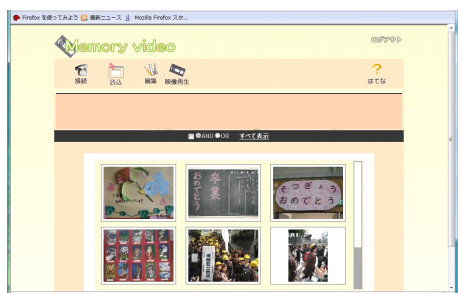 Firefox を使ってみよう 最新ニュース Mozilla Firefox スタ...
Memory video
ログアウト
接続 読込 編集 映像再生 はてな
AND OR すべて表示
卒業
おめでとう
そつぎょう
おめでとう